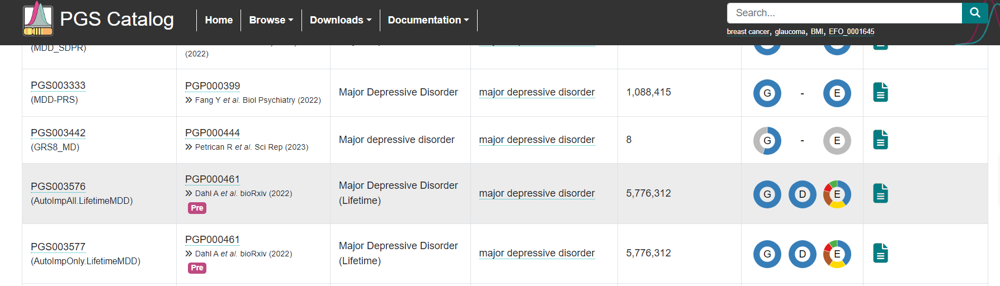 PGS Catalog
Home
Browse
Downloads
Documentation
Search...
breast cancer, glaucoma, BMI, EFO_0001645
(MDD_SDPR)
(2022)
PGS003333
(MDD-PRS)
PGP000399
Fang Y et al. Biol Psychiatry (2022)
Major Depressive Disorder
major depressive disorder
1,088,415
G
-
E
PGS003442
(GRS8_MD)
PGP000444
Petrican R et al. Sci Rep (2023)
Major depressive disorder
major depressive disorder
8
G
-
E
PGS003576
(AutoImpAll.LifetimeMDD)
PGP000461
Dahl A et al. bioRxiv (2022)
Pre
Major Depressive Disorder
(Lifetime)
major depressive disorder
5,776,312
G
D
E
PGS003577
(AutoImpOnly.LifetimeMDD)
PGP000461
Dahl A et al. bioRxiv (2022)
Pre
Major Depressive Disorder
(Lifetime)
major depressive disorder
5,776,312
G
D
E